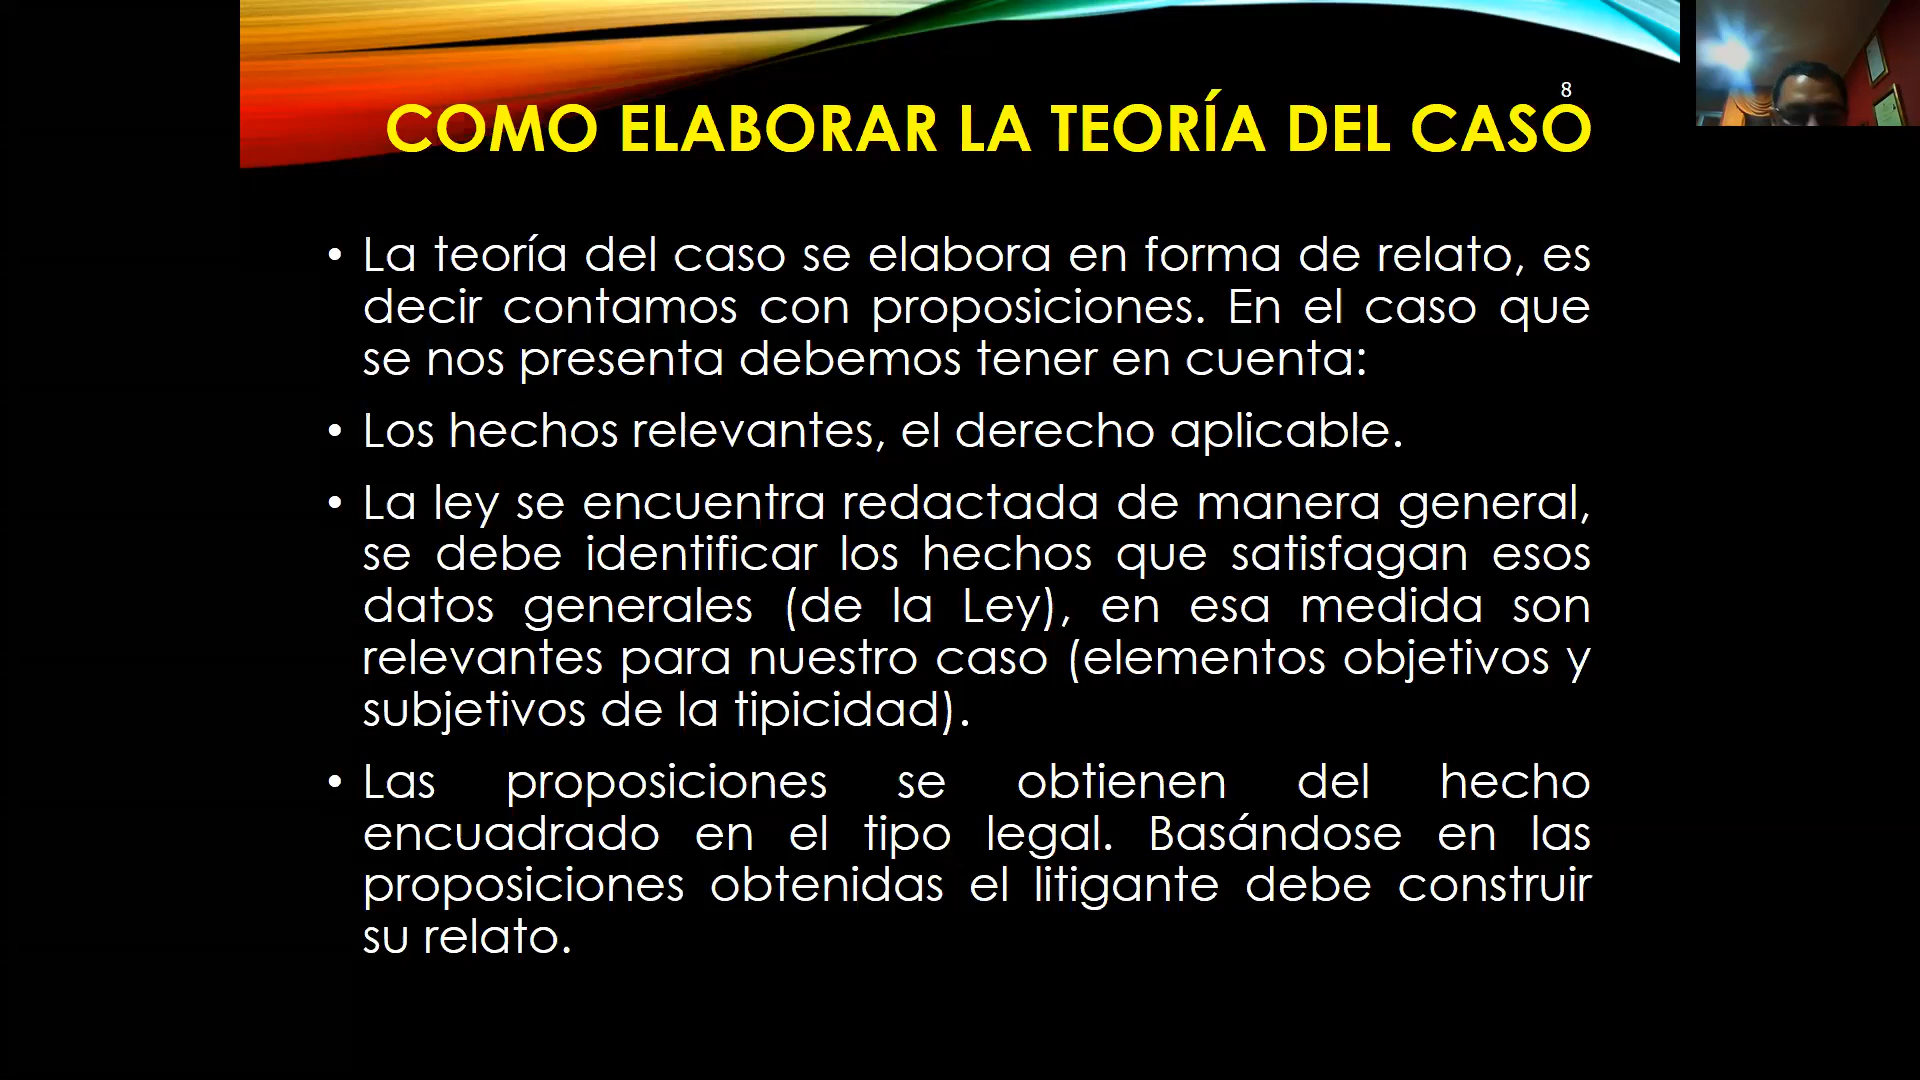 8
COMO ELABORAR LA TEORÍA DEL CASO
• La teoría del caso se elabora en forma de relato, es
decir contamos con proposiciones. En el caso que
se nos presenta debemos tener en cuenta:
• Los hechos relevantes, el derecho aplicable.
• La ley se encuentra redactada de manera general,
se debe identificar los hechos que satisfagan esos
datos generales (de la Ley), en esa medida son
relevantes para nuestro caso (elementos objetivos y
subjetivos de la tipicidad).
• Las proposiciones se obtienen del hecho
encuadrado en el tipo legal. Basándose en las
proposiciones obtenidas el litigante debe construir
su relato.